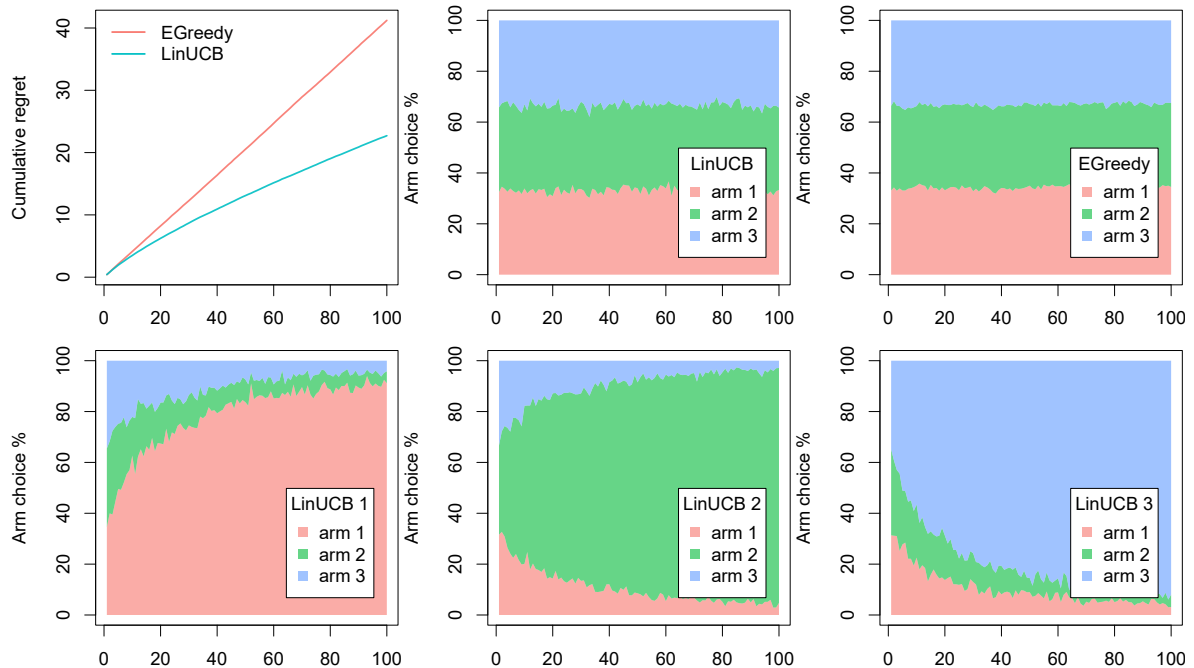 Cumulative regret
40
30
20
10
0
EGreedy
LinUCB
0 20 40 60 80 100
Arm choice %
100
80
60
40
20
0
LinUCB
arm 1
arm 2
arm 3
0 20 40 60 80 100
Arm choice %
100
80
60
40
20
0
EGreedy
arm 1
arm 2
arm 3
0 20 40 60 80 100
Arm choice %
100
80
60
40
20
0
LinUCB 1
arm 1
arm 2
arm 3
0 20 40 60 80 100
Arm choice %
100
80
60
40
20
0
LinUCB 2
arm 1
arm 2
arm 3
0 20 40 60 80 100
Arm choice %
100
80
60
40
20
0
LinUCB 3
arm 1
arm 2
arm 3
0 20 40 60 80 100